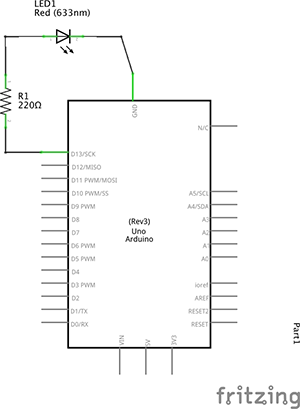 LED1
Red (633nm)
R1
220Ω
GND
N/C
D13/SCK
D12/MISO
D11 PWM/MOSI
D10 PWM/SS
D9 PWM
D8
D7
D6 PWM
D5 PWM
D4
D3 PWM
D2
D1/TX
D0/RX
(Rev3)
Uno
Arduino
A5/SCL
A4/SDA
A3
A2
A1
A0
ioref
AREF
RESET2
RESET
VIN
5V
3V3
Part1
fritzing